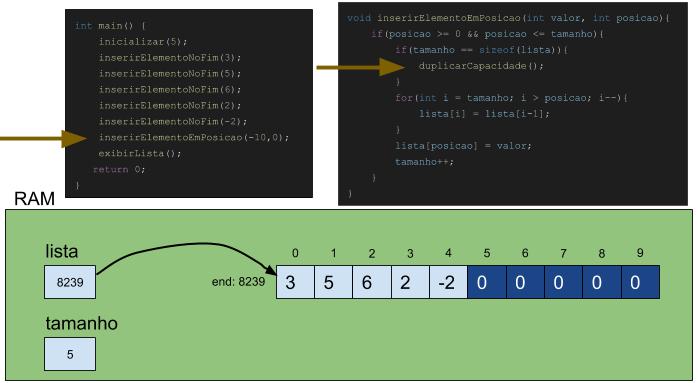 int main() {
inicializar(5);
inserirElementoNoFim(3);
inserirElementoNoFim(5);
inserirElementoNoFim(6);
inserirElementoNoFim(2);
inserirElementoNoFim(-2);
inserirElementoEmPosicao(-10,0);
exibirLista();
return 0;
}
void inserirElementoEmPosicao(int valor, int posicao){
if(posicao >= 0 && posicao <= tamanho){
if(tamanho == sizeof(lista)){
duplicarCapacidade();
}
for(int i = tamanho; i > posicao; i--){
lista[i] = lista[i-1];
}
lista[posicao] = valor;
tamanho++;
}
}
RAM
lista
8239
end: 8239
0 1 2 3 4 5 6 7 8 9
3 5 6 2 -2 0 0 0 0 0
tamanho
5